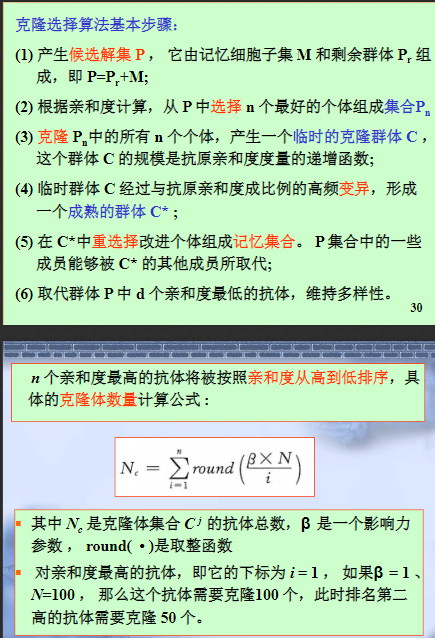 克隆选择算法基本步骤：
(1) 产生候选解集 P， 它由记忆细胞子集 M 和剩余群体 Pr 组
成，即 P=Pr+M;
(2) 根据亲和度计算，从 P 中选择 n 个最好的个体组成集合Pn
(3) 克隆 Pn中的所有 n 个个体，产生一个临时的克隆群体 C，
这个群体 C 的规模是抗原亲和度度量的递增函数;
(4) 临时群体 C 经过与抗原亲和度成比例的高频变异，形成
一个成熟的群体 C* ;
(5) 在 C*中重选择改进个体组成记忆集合。 P 集合中的一些
成员能够被 C* 的其他成员所取代;
(6) 取代群体 P 中 d 个亲和度最低的抗体，维持多样性。
30
n 个亲和度最高的抗体将被按照亲和度从高到低排序，具
体的克隆体数量计算公式：
Nc = ∑_{i=1}^{n} round (β×N / i)
其中 Nc 是克隆体集合 C^j 的抗体总数，β 是一个影响力
参数， round( • )是取整函数
对亲和度最高的抗体，即它的下标为 i = 1， 如果β = 1 、
N=100， 那么这个抗体需要克隆100 个，此时排名第二
高的抗体需要克隆 50 个。